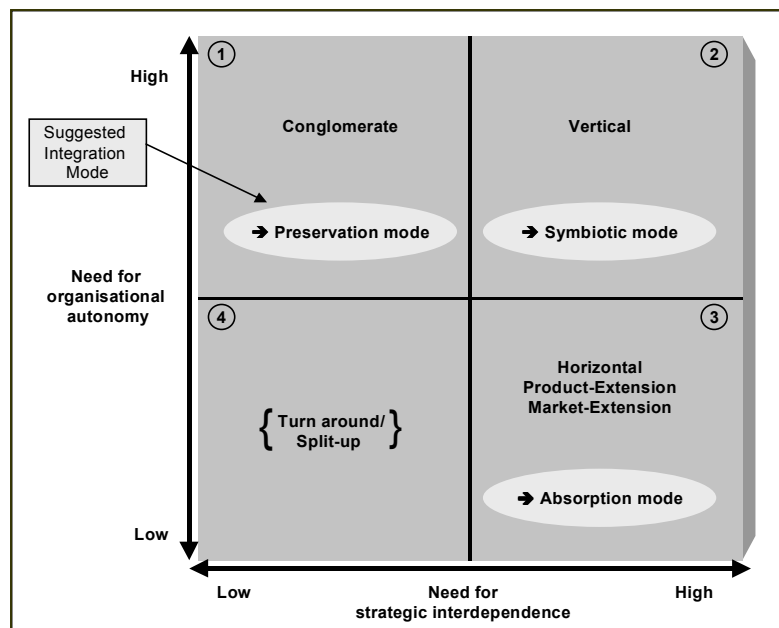 1
2
High
Conglomerate
Vertical
Suggested
Integration
Mode
➔ Preservation mode
➔ Symbiotic mode
Need for
organisational
autonomy
4
3
Horizontal
Product-Extension
Market-Extension
{ Turn around/ }
Split-up
➔ Absorption mode
Low
Low
Need for
High
strategic interdependence